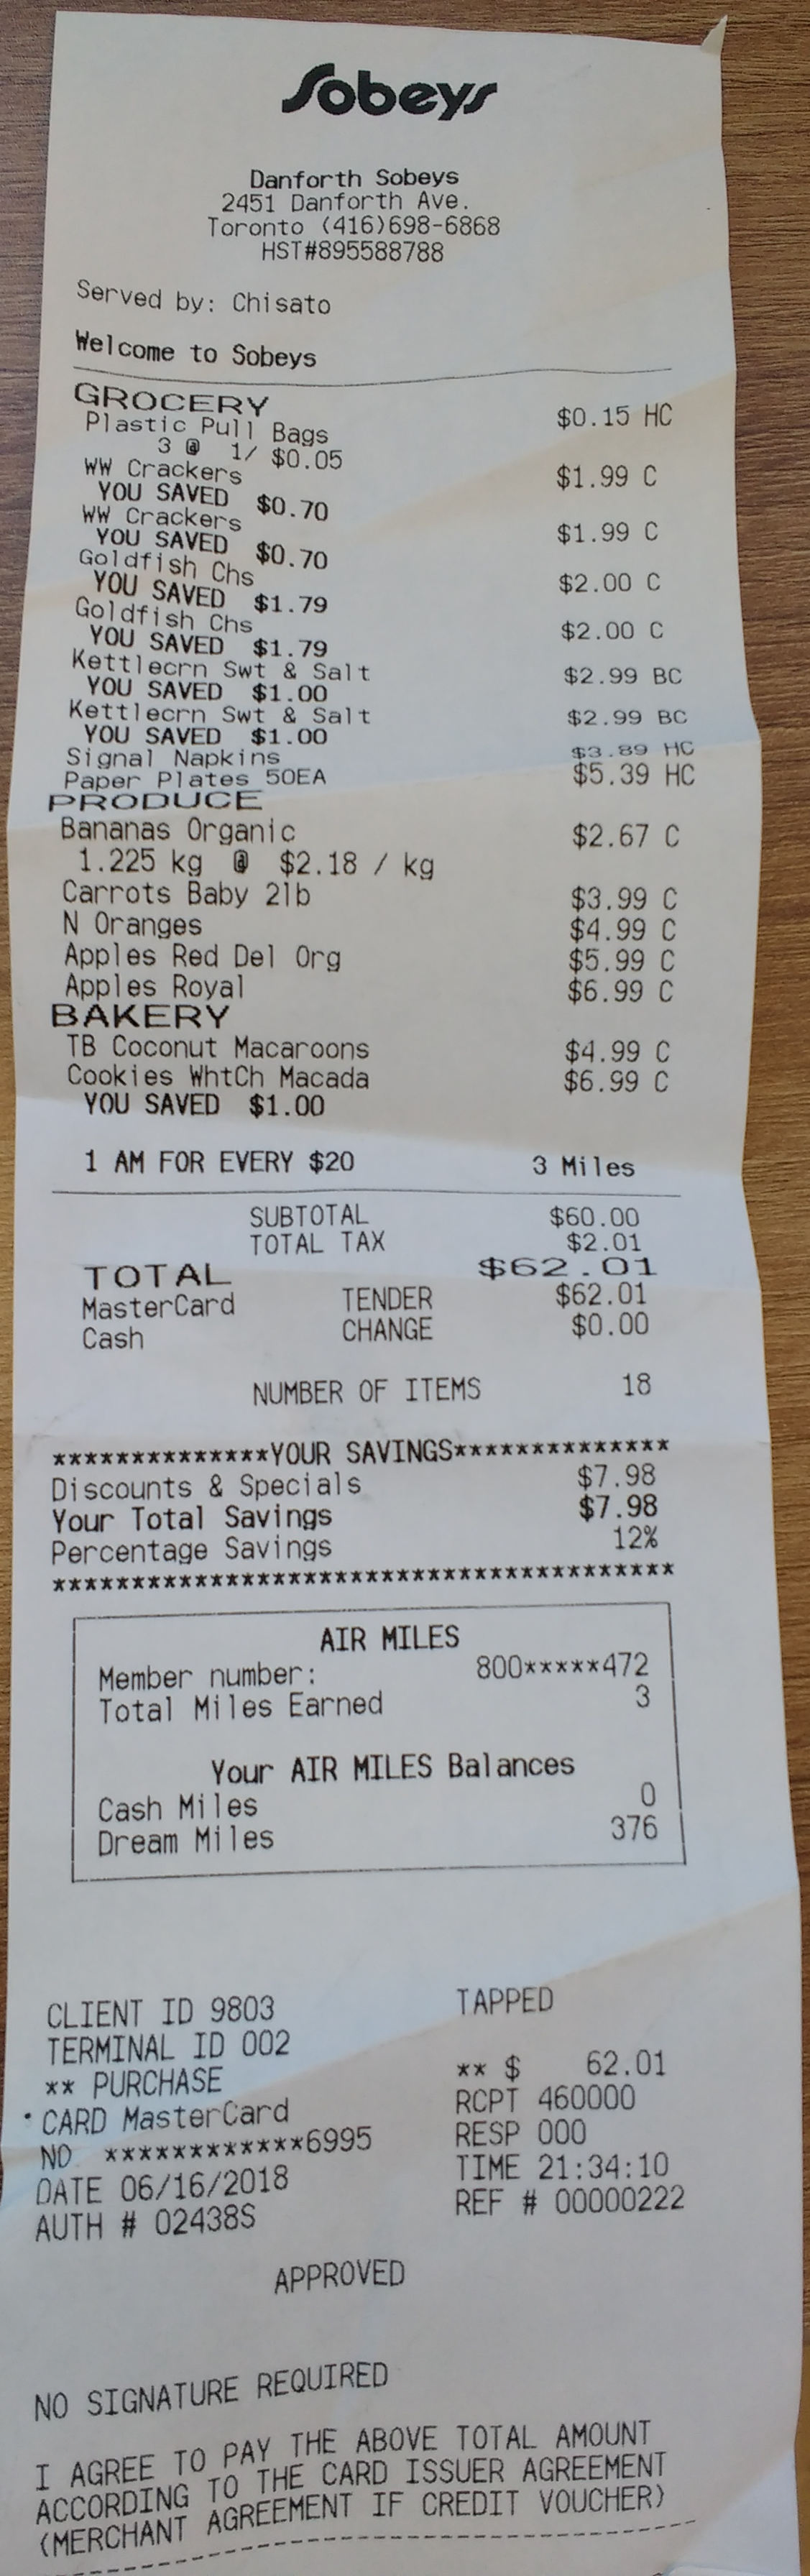 Sobeys
Danforth Sobeys
2451 Danforth Ave.
Toronto (416)698-6868
HST#895588788
Served by: Chisato
Welcome to Sobeys
GROCERY
Plastic Pull Bags $0.15 HC
3 @ 1/ $0.05
WW Crackers $1.99 C
YOU SAVED $0.70
WW Crackers $1.99 C
YOU SAVED $0.70
Goldfish Chs $2.00 C
YOU SAVED $1.79
Goldfish Chs $2.00 C
YOU SAVED $1.79
Kettlecrn Swt & Salt $2.99 BC
YOU SAVED $1.00
Kettlecrn Swt & Salt $2.99 BC
YOU SAVED $1.00
Signal Napkins $3.89 HC
Paper Plates 50EA $5.39 HC
PRODUCE
Bananas Organic $2.67 C
1.225 kg @ $2.18 / kg
Carrots Baby 2lb $3.99 C
N Oranges $4.99 C
Apples Red Del Org $5.99 C
Apples Royal $6.99 C
BAKERY
TB Coconut Macaroons $4.99 C
Cookies WhtCh Macada $6.99 C
YOU SAVED $1.00
1 AM FOR EVERY $20 3 Miles
SUBTOTAL $60.00
TOTAL TAX $2.01
TOTAL $62.01
MasterCard TENDER $62.01
Cash CHANGE $0.00
NUMBER OF ITEMS 18
**************YOUR SAVINGS**************
Discounts & Specials $7.98
Your Total Savings $7.98
Percentage Savings 12%
****************************************
AIR MILES
Member number: 800*****472
Total Miles Earned 3
Your AIR MILES Balances
Cash Miles 0
Dream Miles 376
CLIENT ID 9803 TAPPED
TERMINAL ID 002
** PURCHASE ** $ 62.01
CARD MasterCard RCPT 460000
NO ************6995 RESP 000
DATE 06/16/2018 TIME 21:34:10
AUTH # 02438S REF # 00000222
APPROVED
NO SIGNATURE REQUIRED
I AGREE TO PAY THE ABOVE TOTAL AMOUNT
ACCORDING TO THE CARD ISSUER AGREEMENT
(MERCHANT AGREEMENT IF CREDIT VOUCHER)